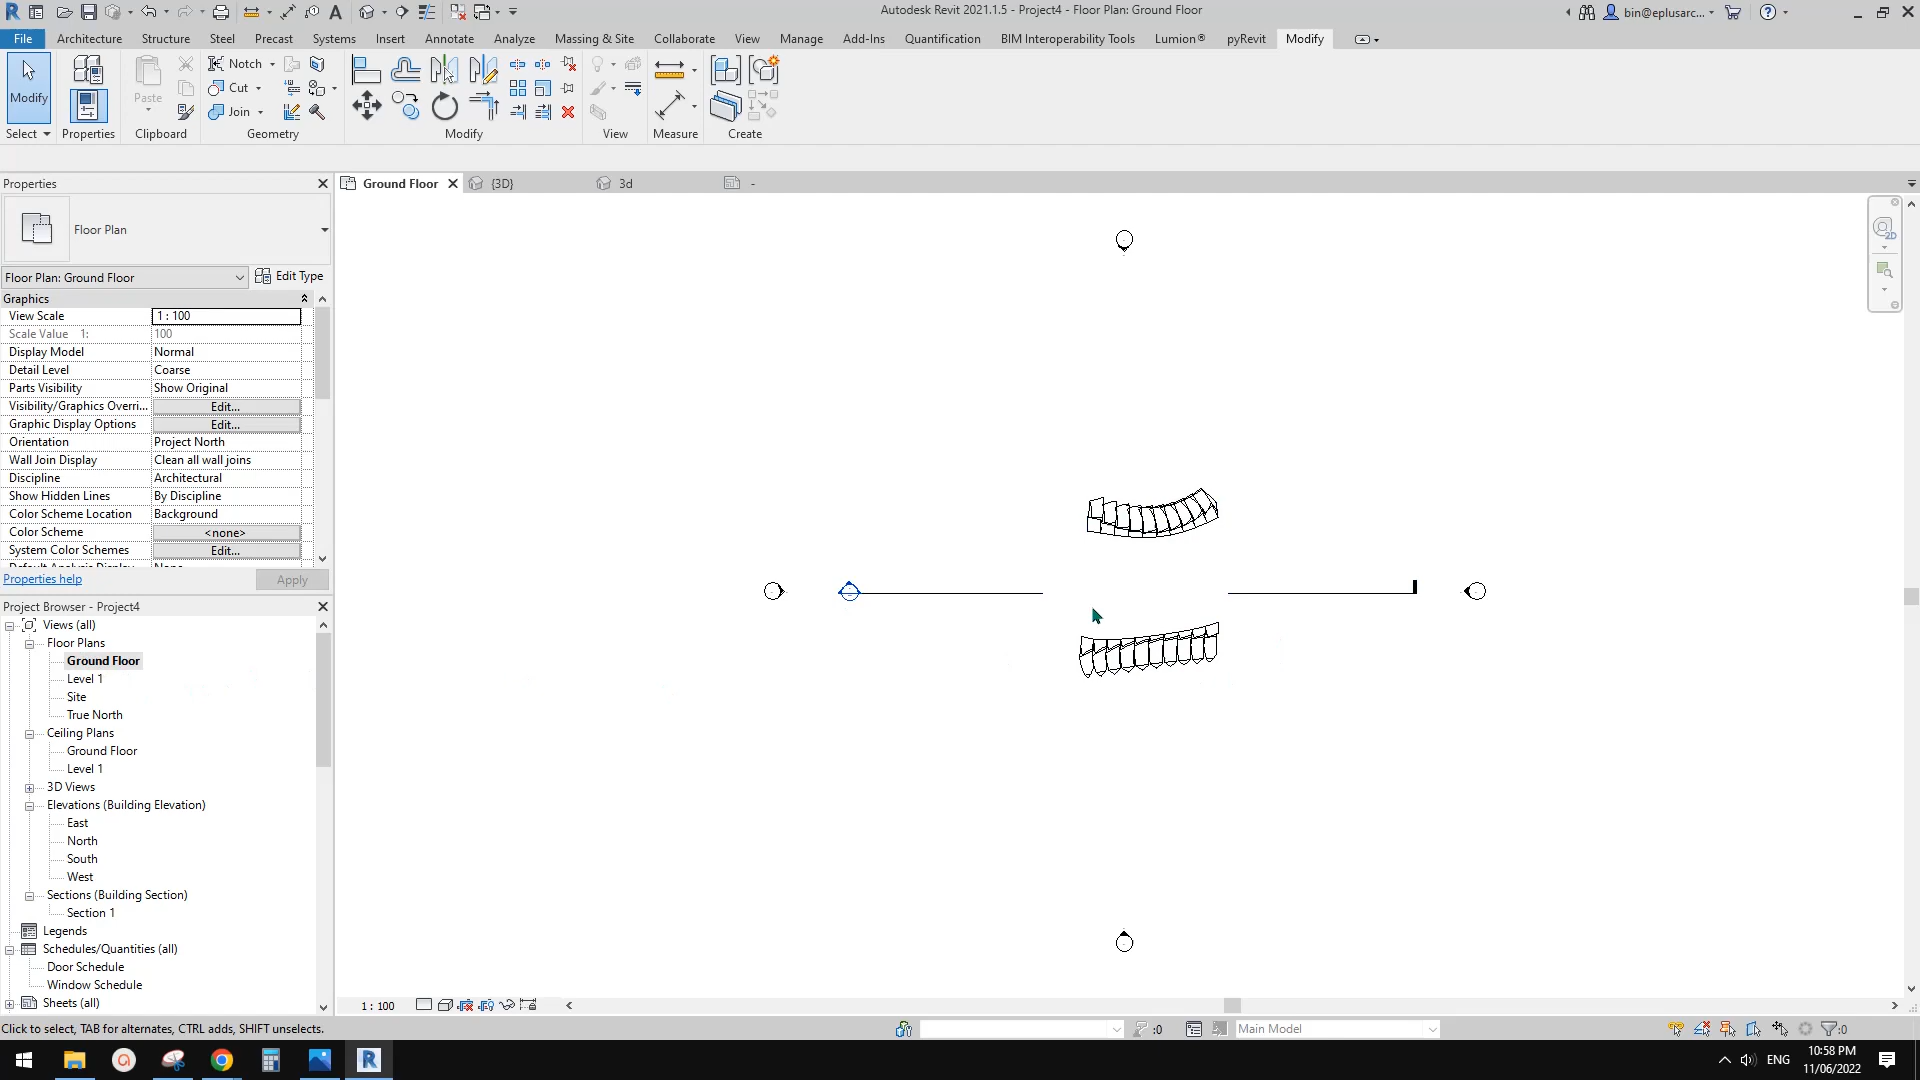 Autodesk Revit 2021.1.5 - Project4 - Floor Plan: Ground Floor
bin@eplusarc...
File Architecture Structure Steel Precast Systems Insert Annotate Analyze Massing & Site Collaborate View Manage Add-Ins Quantification BIM Interoperability Tools Lumion® pyRevit Modify
Modify
Paste
Notch
Cut
Join
Select Properties Clipboard Geometry Modify View Measure Create
Properties
Ground Floor {3D} 3d -
Floor Plan
Floor Plan: Ground Floor Edit Type
Graphics
View Scale 1 : 100
Scale Value 1: 100
Display Model Normal
Detail Level Coarse
Parts Visibility Show Original
Visibility/Graphics Overri... Edit...
Graphic Display Options Edit...
Orientation Project North
Wall Join Display Clean all wall joins
Discipline Architectural
Show Hidden Lines By Discipline
Color Scheme Location Background
Color Scheme <none>
System Color Schemes Edit...
Properties help Apply
Project Browser - Project4
Views (all)
Floor Plans
Ground Floor
Level 1
Site
True North
Ceiling Plans
Ground Floor
Level 1
3D Views
Elevations (Building Elevation)
East
North
South
West
Sections (Building Section)
Section 1
Legends
Schedules/Quantities (all)
Door Schedule
Window Schedule
Sheets (all)
1 : 100
Click to select, TAB for alternates, CTRL adds, SHIFT unselects.
:0
Main Model
:0
ENG
10:58 PM
11/06/2022